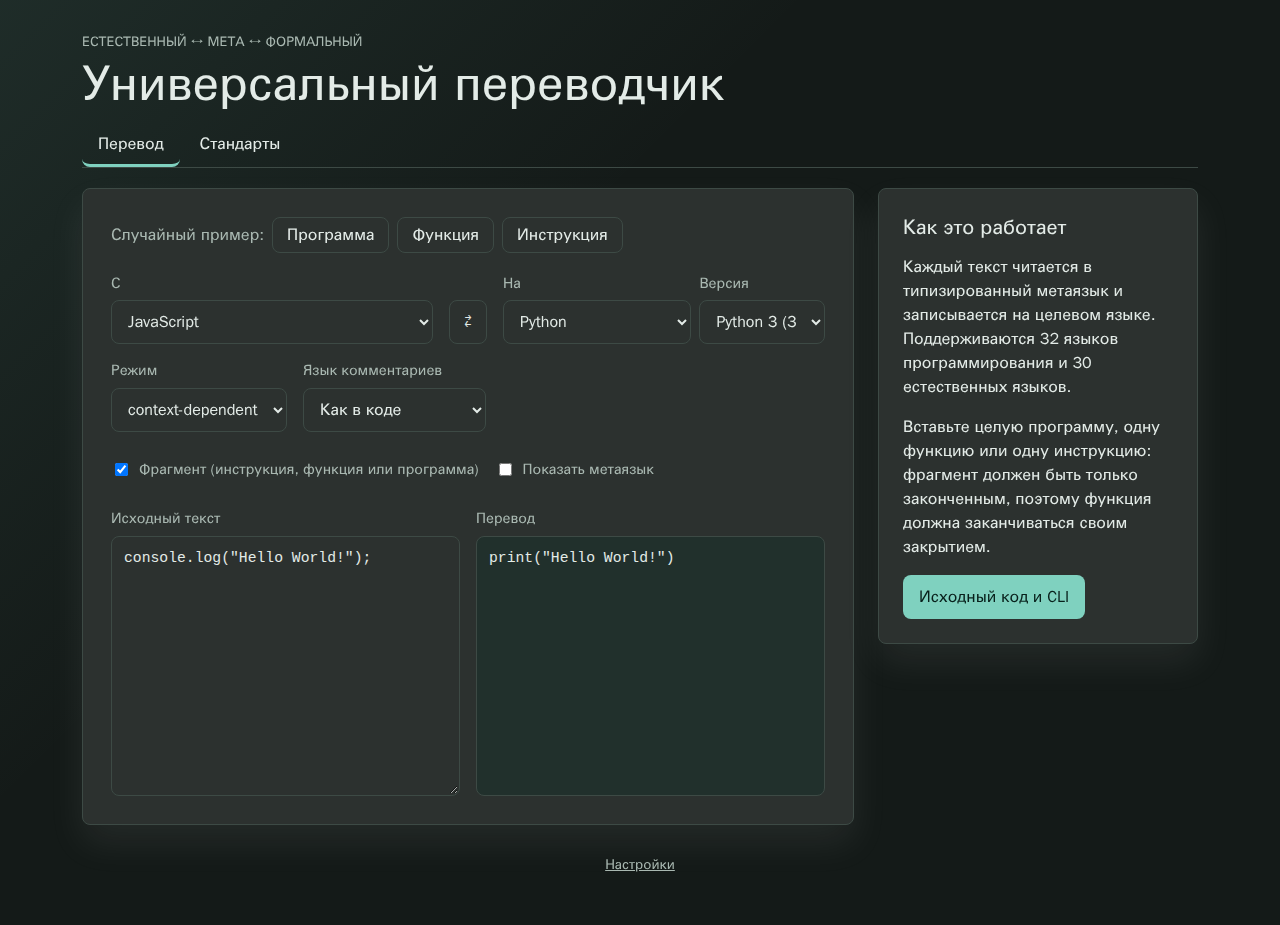 ЕСТЕСТВЕННЫЙ ↔ МЕТА ↔ ФОРМАЛЬНЫЙ
Универсальный переводчик
Перевод Стандарты
Случайный пример: Программа Функция Инструкция
С На Версия
JavaScript ⇄ Python Python 3 (3
Режим Язык комментариев
context-dependent Как в коде
Фрагмент (инструкция, функция или программа) Показать метаязык
Исходный текст Перевод
console.log("Hello World!"); print("Hello World!")
Как это работает
Каждый текст читается в
типизированный метаязык и
записывается на целевом языке.
Поддерживаются 32 языков
программирования и 30
естественных языков.
Вставьте целую программу, одну
функцию или одну инструкцию:
фрагмент должен быть только
законченным, поэтому функция
должна заканчиваться своим
закрытием.
Исходный код и CLI
Настройки